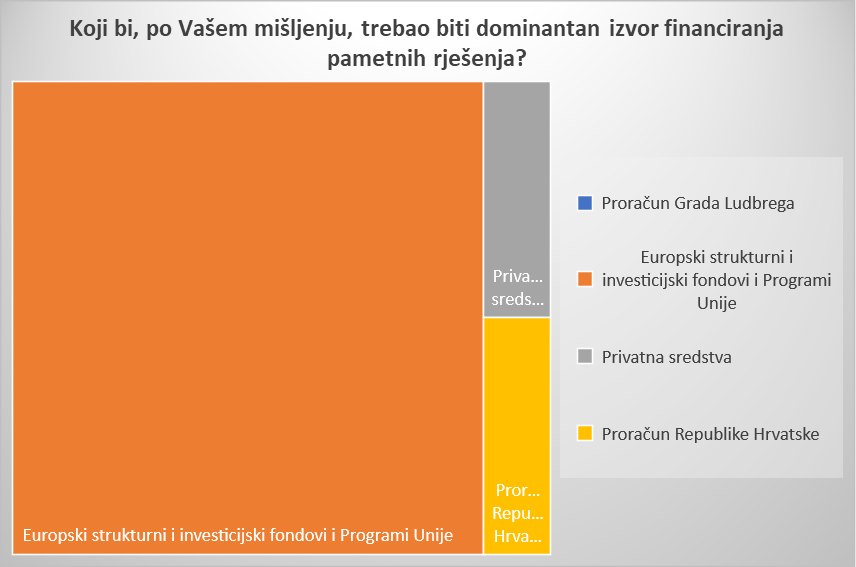 Koji bi, po Vašem mišljenju, trebao biti dominantan izvor financiranja
pametnih rješenja?
Europski strukturni i investicijski fondovi i Programi Unije
Priva...
sreds...
Pror...
Repu...
Hrva...
Proračun Grada Ludbrega
Europski strukturni i
investicijski fondovi i Programi
Unije
Privatna sredstva
Proračun Republike Hrvatske